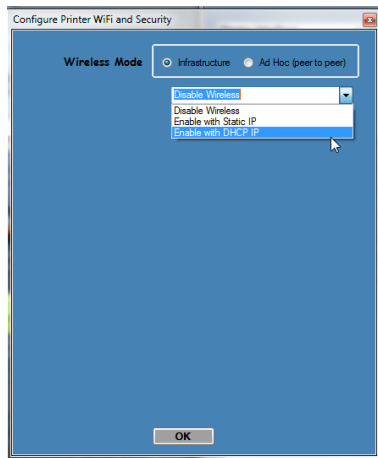 Configure Printer WiFi and Security
Wireless Mode
Infrastructure
Ad Hoc (peer to peer)
Disable Wireless
Disable Wireless
Enable with Static IP
Enable with DHCP IP
OK